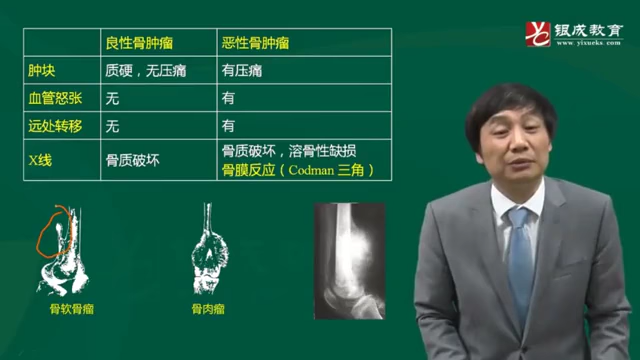 银成教育
www.yixueks.com
良性骨肿瘤 恶性骨肿瘤
肿块 质硬，无压痛 有压痛
血管怒张 无 有
远处转移 无 有
X线 骨质破坏 骨质破坏，溶骨性缺损
骨膜反应（Codman 三角）
骨软骨瘤
骨肉瘤